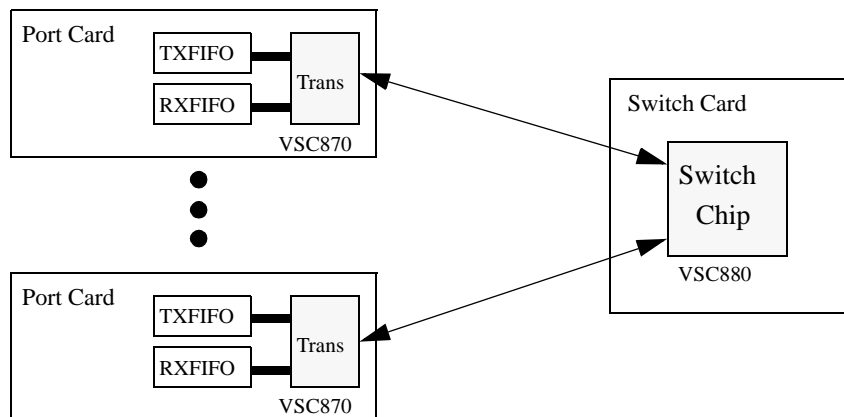 Port Card
TXFIFO
RXFIFO
Trans
VSC870
Switch Card
Switch
Chip
VSC880
Port Card
TXFIFO
RXFIFO
Trans
VSC870